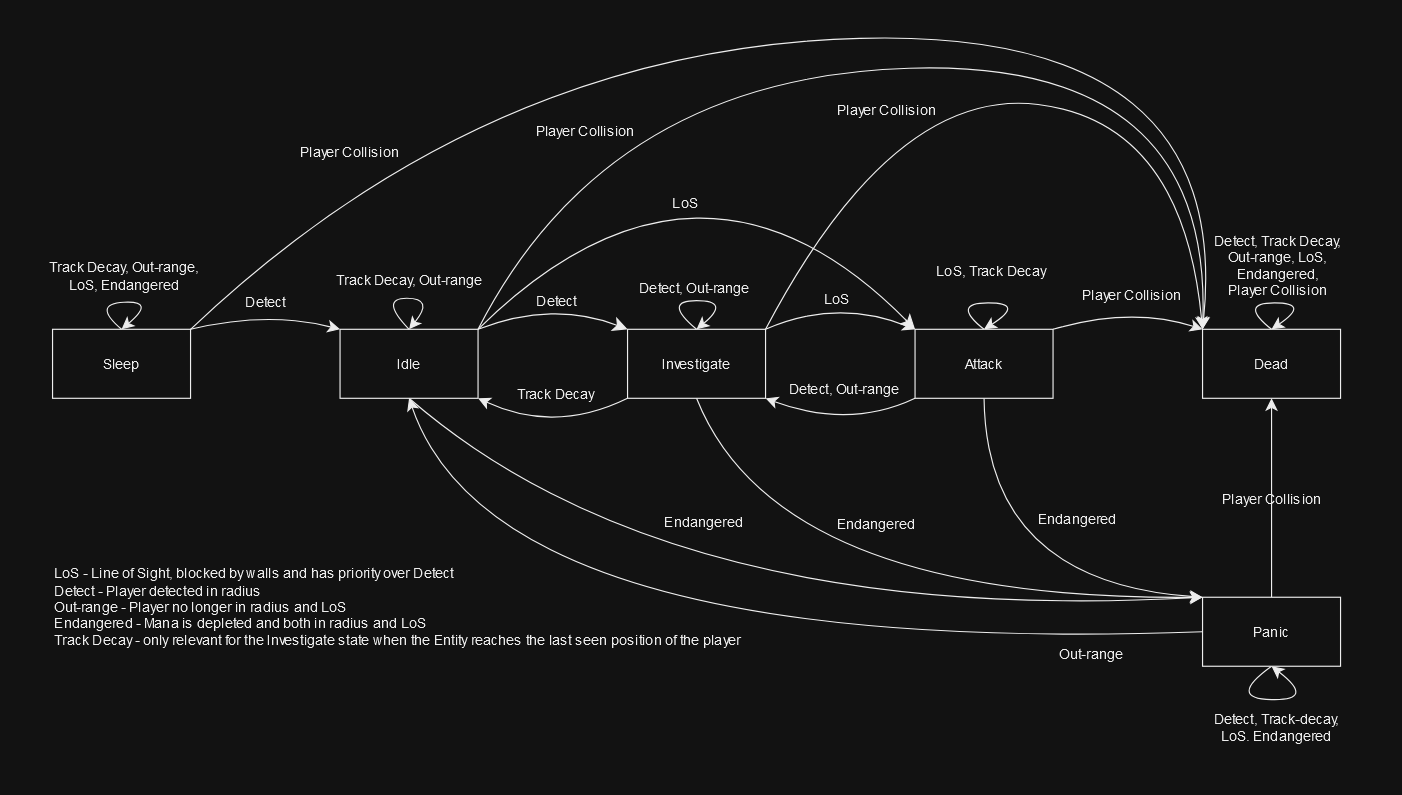 Player Collision
Player Collision
Player Collision
LoS
Track Decay, Out-range,
LoS, Endangered
Detect
Track Decay, Out-range
Detect
Detect, Out-range
LoS
LoS, Track Decay
Player Collision
Detect, Track Decay,
Out-range, LoS,
Endangered,
Player Collision
Sleep
Idle
Investigate
Attack
Dead
Track Decay
Detect, Out-range
Player Collision
Endangered
Endangered
Endangered
LoS - Line of Sight, blocked by walls and has priority over Detect
Detect - Player detected in radius
Out-range - Player no longer in radius and LoS
Endangered - Mana is depleted and both in radius and LoS
Track Decay - only relevant for the Investigate state when the Entity reaches the last seen position of the player
Panic
Out-range
Detect, Track-decay,
LoS. Endangered